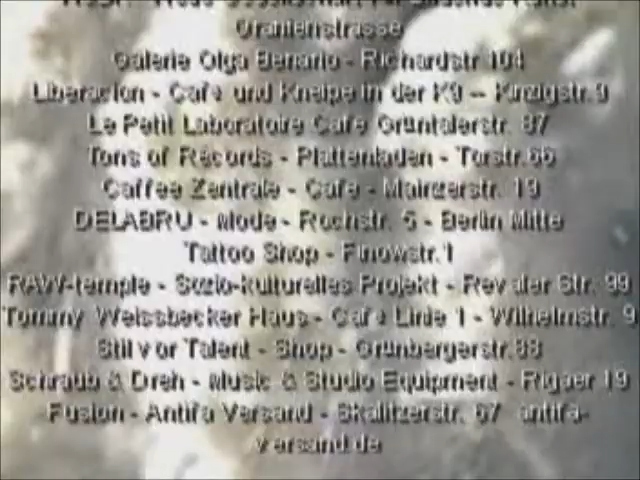 Oranienstrasse
Galerie Olga Benario - Richardstr.104
Liberacion - Cafe und Kneipe in der K9 – Kinzigstr.9
Le Petit Laboratoire Cafe Grüntalerstr. 87
Tons of Records - Plattenladen - Torstr.66
Caffee Zentrale - Cafe - Mainzerstr. 19
DELABRU - Mode - Rochstr. 5 - Berlin Mitte
Tattoo Shop - Finowstr.1
RAW-temple - Sozio-kulturelles Projekt - Revaler Str. 99
Tommy Weissbecker Haus - Cafe Linie 1 - Wilhelmstr. 9
Stil vor Talent - Shop - Grünbergerstr.88
Schraub & Dreh - Music & Studio Equipment - Rigaer 19
Fusion - Antifa Versand - Skalitzerstr. 67 antifa-
versand.de